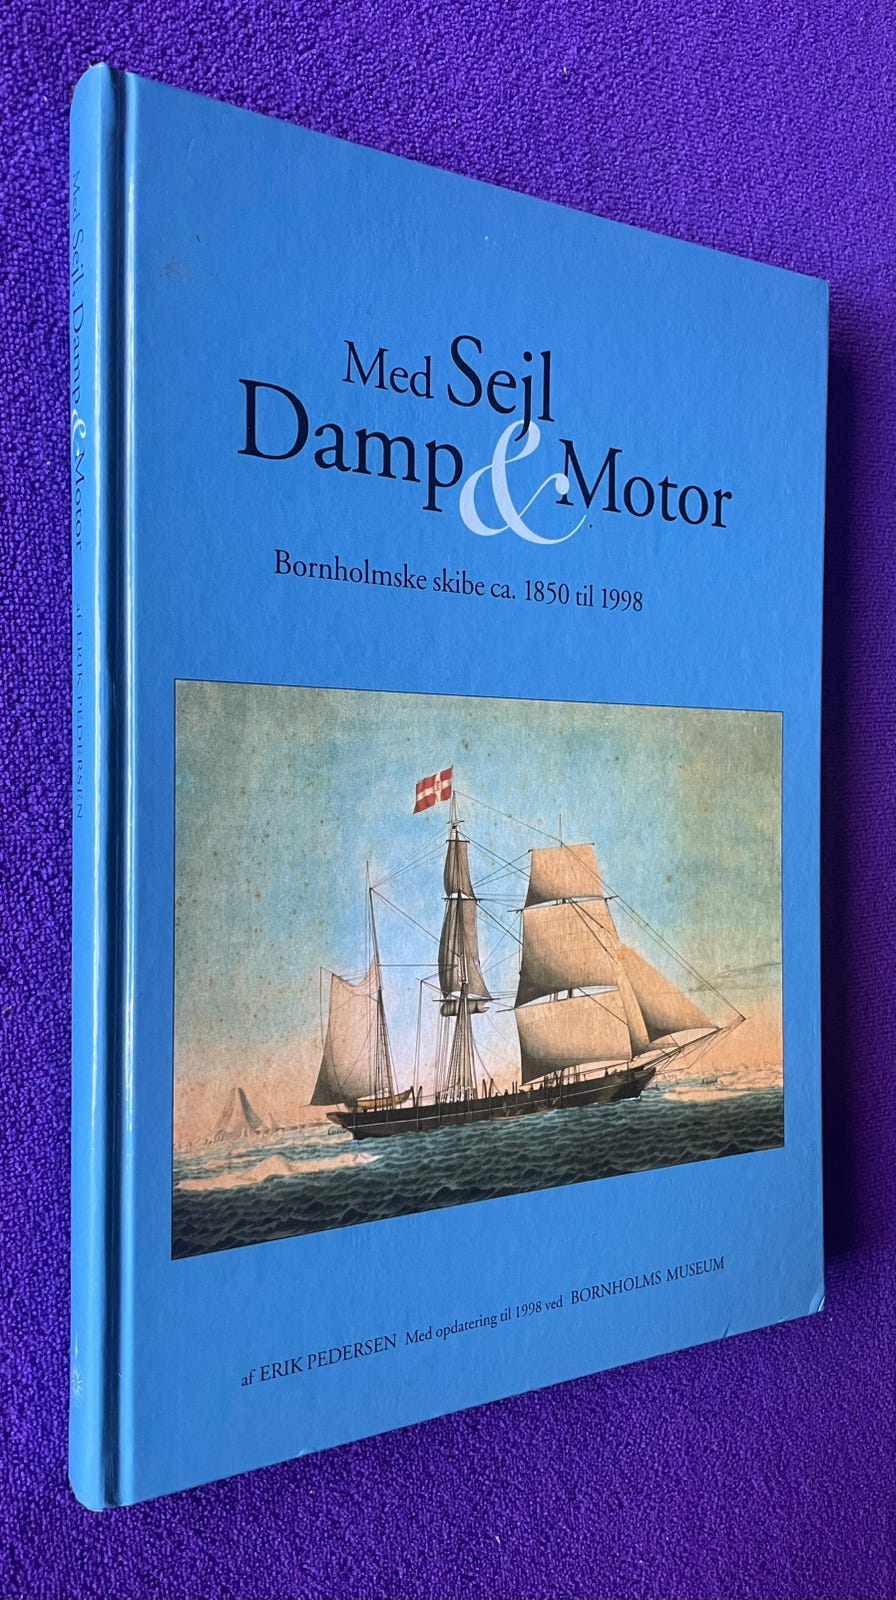 Med Sejl
Damp & Motor
Bornholmske skibe ca. 1850 til 1998
af ERIK PEDERSEN Med opdatering til 1998 ved BORNHOLMS MUSEUM
Med Sejl, Damp & Motor af ERIK PEDERSEN